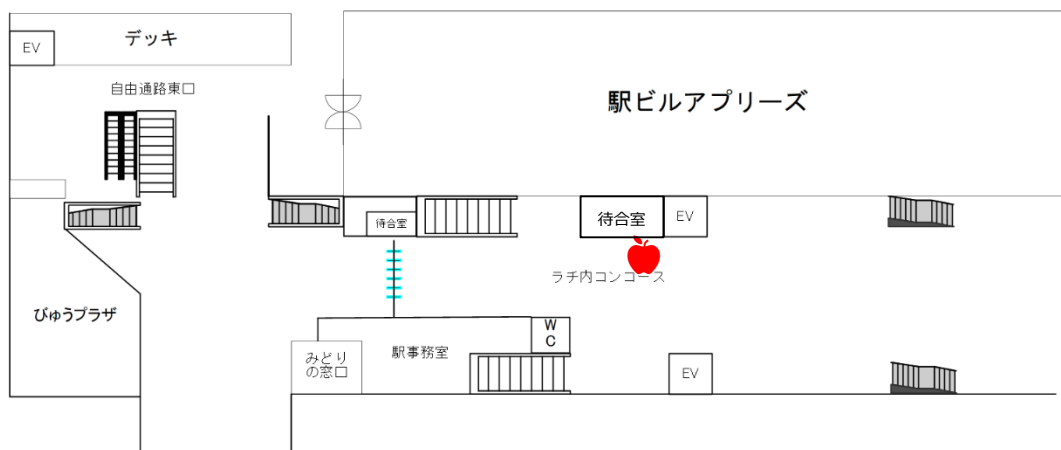 デッキ
EV
自由通路東口
駅ビルアプリーズ
待合室
待合室
EV
ラチ内コンコース
びゅうプラザ
みどり
の窓口
駅事務室
W
C
EV